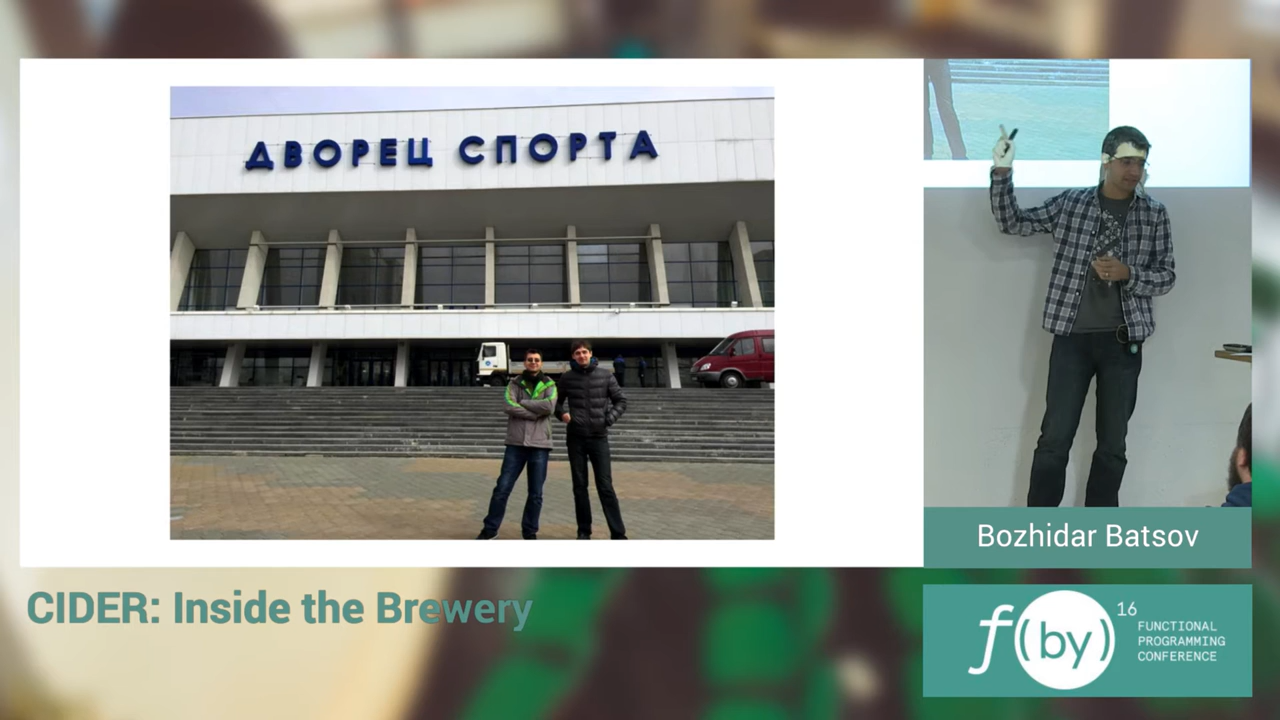 ДВОРЕЦ СПОРТА
Bozhidar Batsov
CIDER: Inside the Brewery
f(by) 16
FUNCTIONAL
PROGRAMMING
CONFERENCE